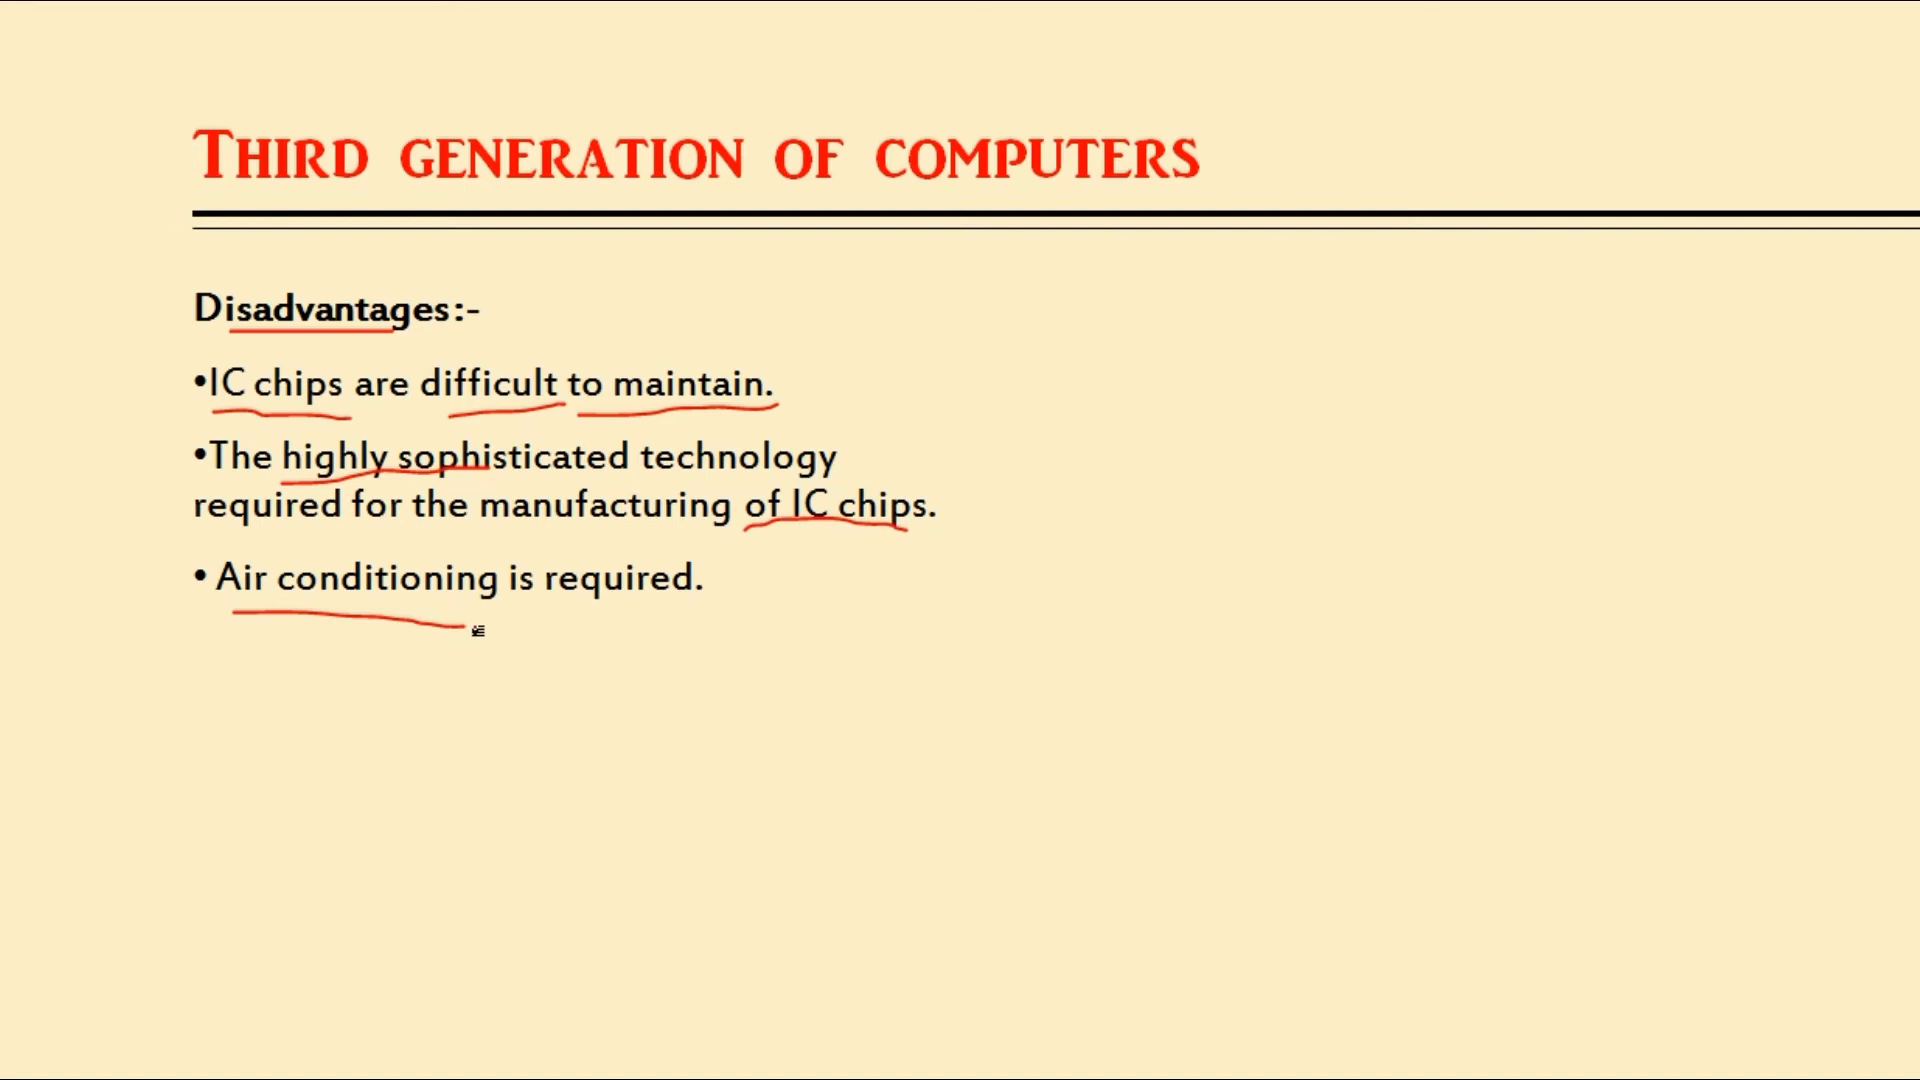 Third generation of computers
Disadvantages:-
•IC chips are difficult to maintain.
•The highly sophisticated technology
required for the manufacturing of IC chips.
• Air conditioning is required.